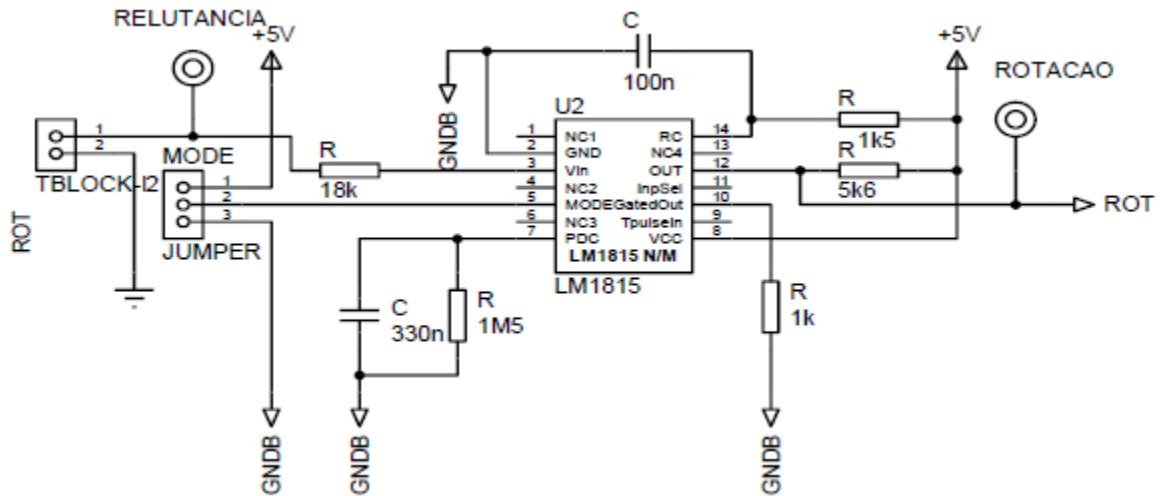 RELUTANCIA
+5V
C
100n
+5V
ROTACAO
GNDB
U2
R
1k5
1
2
TBLOCK-I2
ROT
MODE
1
2
3
JUMPER
R
18k
1 NC1 RC 14
2 GND NC4 13
3 Vin OUT 12
4 NC2 InpSel 11
5 MODEGatedOut 10
6 NC3 TpulseIn 9
7 PDC VCC 8
LM1815 N/M
LM1815
R
5k6
ROT
C
330n
R
1M5
R
1k
GNDB
GNDB
GNDB